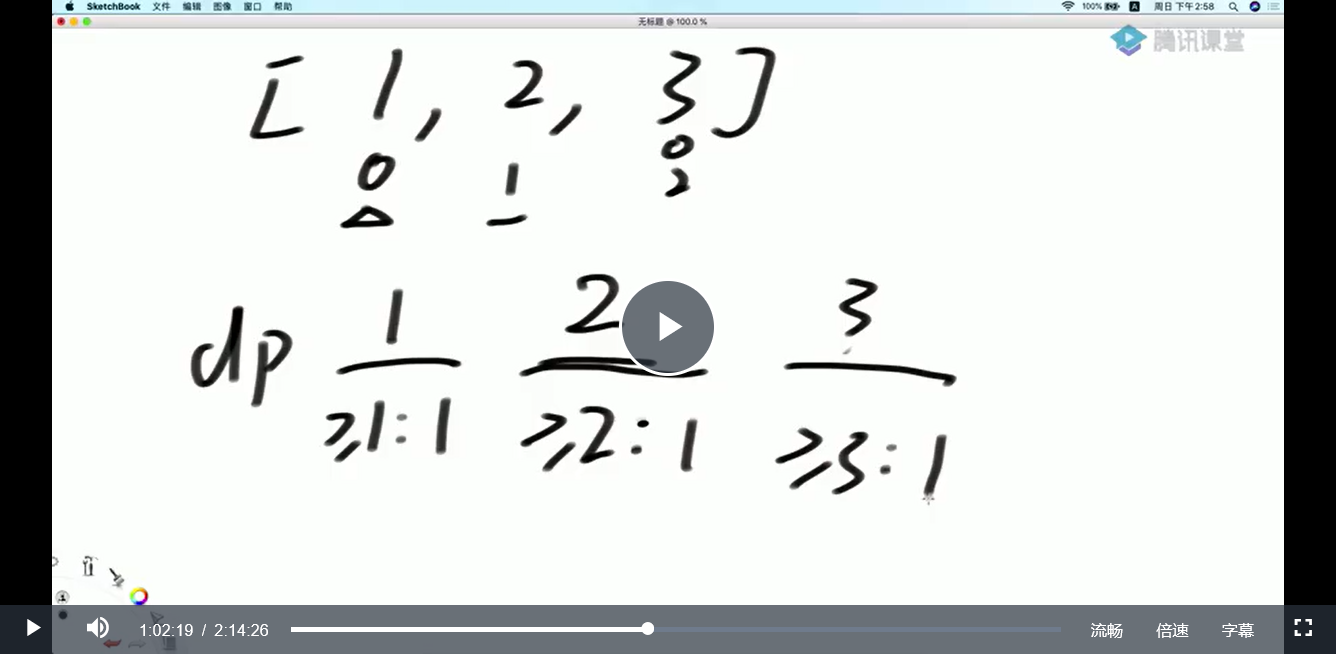 SketchBook 文件 编辑 图像 窗口 帮助 100% A 周日 下午2:58
无标题 @ 100.0 %
腾讯课堂
[ 1 , 2 , 3 ]
0
0 1 2
dp 1 2 3
≥1:1 ≥2:1 ≥3:1
1:02:19 / 2:14:26 流畅 倍速 字幕